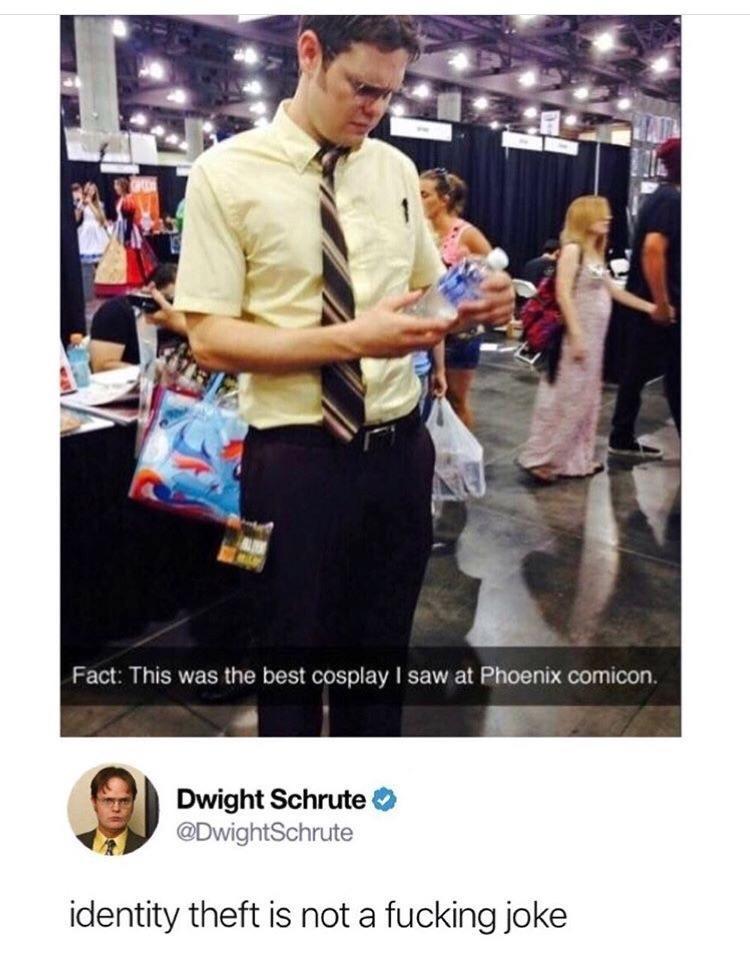 Fact: This was the best cosplay I saw at Phoenix comicon.
Dwight Schrute
@DwightSchrute
identity theft is not a fucking joke